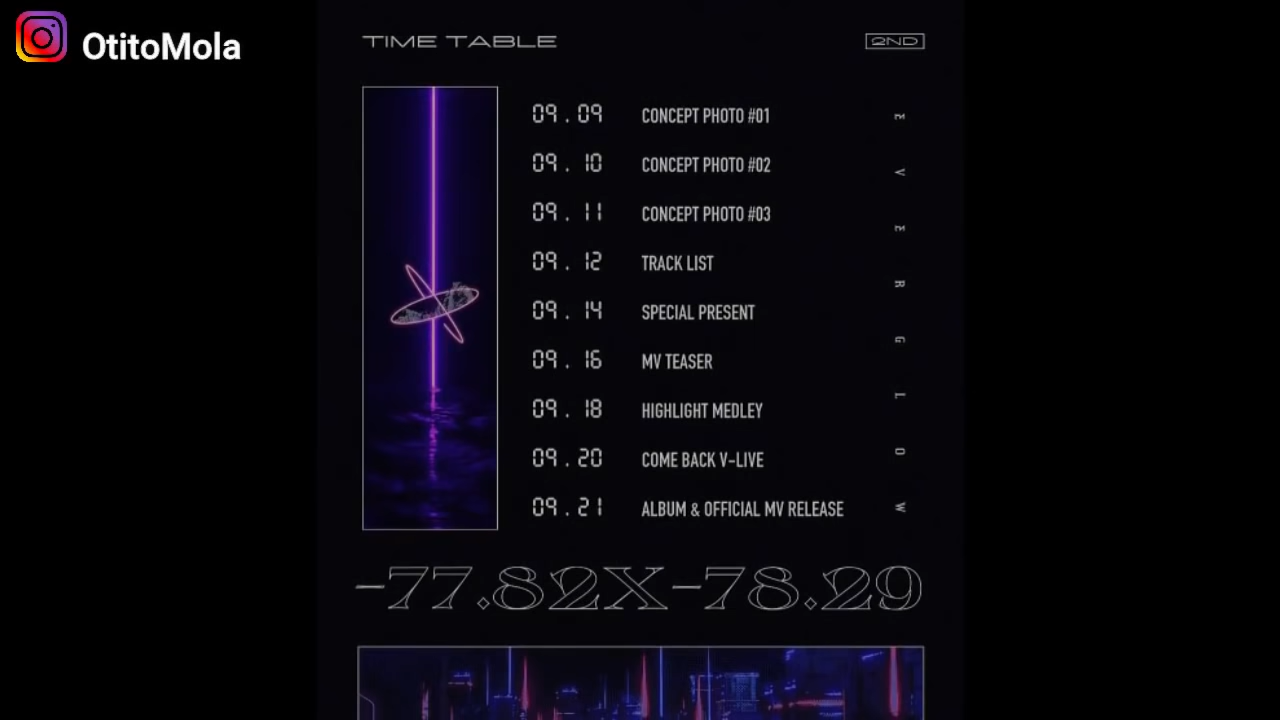 OtitoMola
TIME TABLE
2ND
09.09 CONCEPT PHOTO #01
09.10 CONCEPT PHOTO #02
09.11 CONCEPT PHOTO #03
09.12 TRACK LIST
09.14 SPECIAL PRESENT
09.16 MV TEASER
09.18 HIGHLIGHT MEDLEY
09.20 COME BACK V-LIVE
09.21 ALBUM & OFFICIAL MV RELEASE
EVERGLOW
-77.82X-78.29